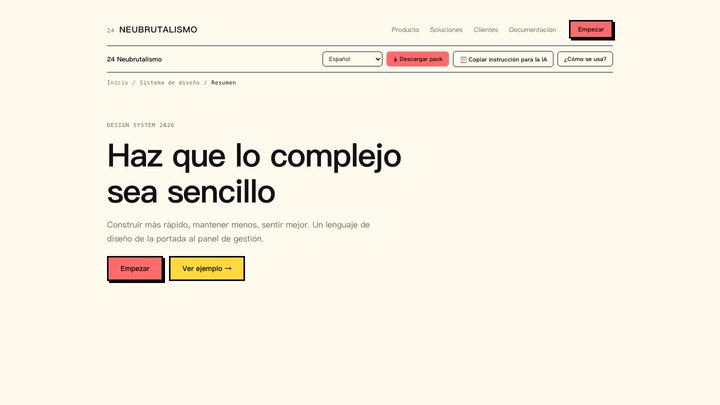 24 NEUBRUTALISMO
Producto Soluciones Clientes Documentación Empezar
24 Neubrutalismo
Español
Descargar pack
Copiar instrucción para la IA
¿Cómo se usa?
Inicio / Sistema de diseño / Resumen
DESIGN SYSTEM 2026
Haz que lo complejo
sea sencillo
Construir más rápido, mantener menos, sentir mejor. Un lenguaje de
diseño de la portada al panel de gestión.
Empezar
Ver ejemplo →